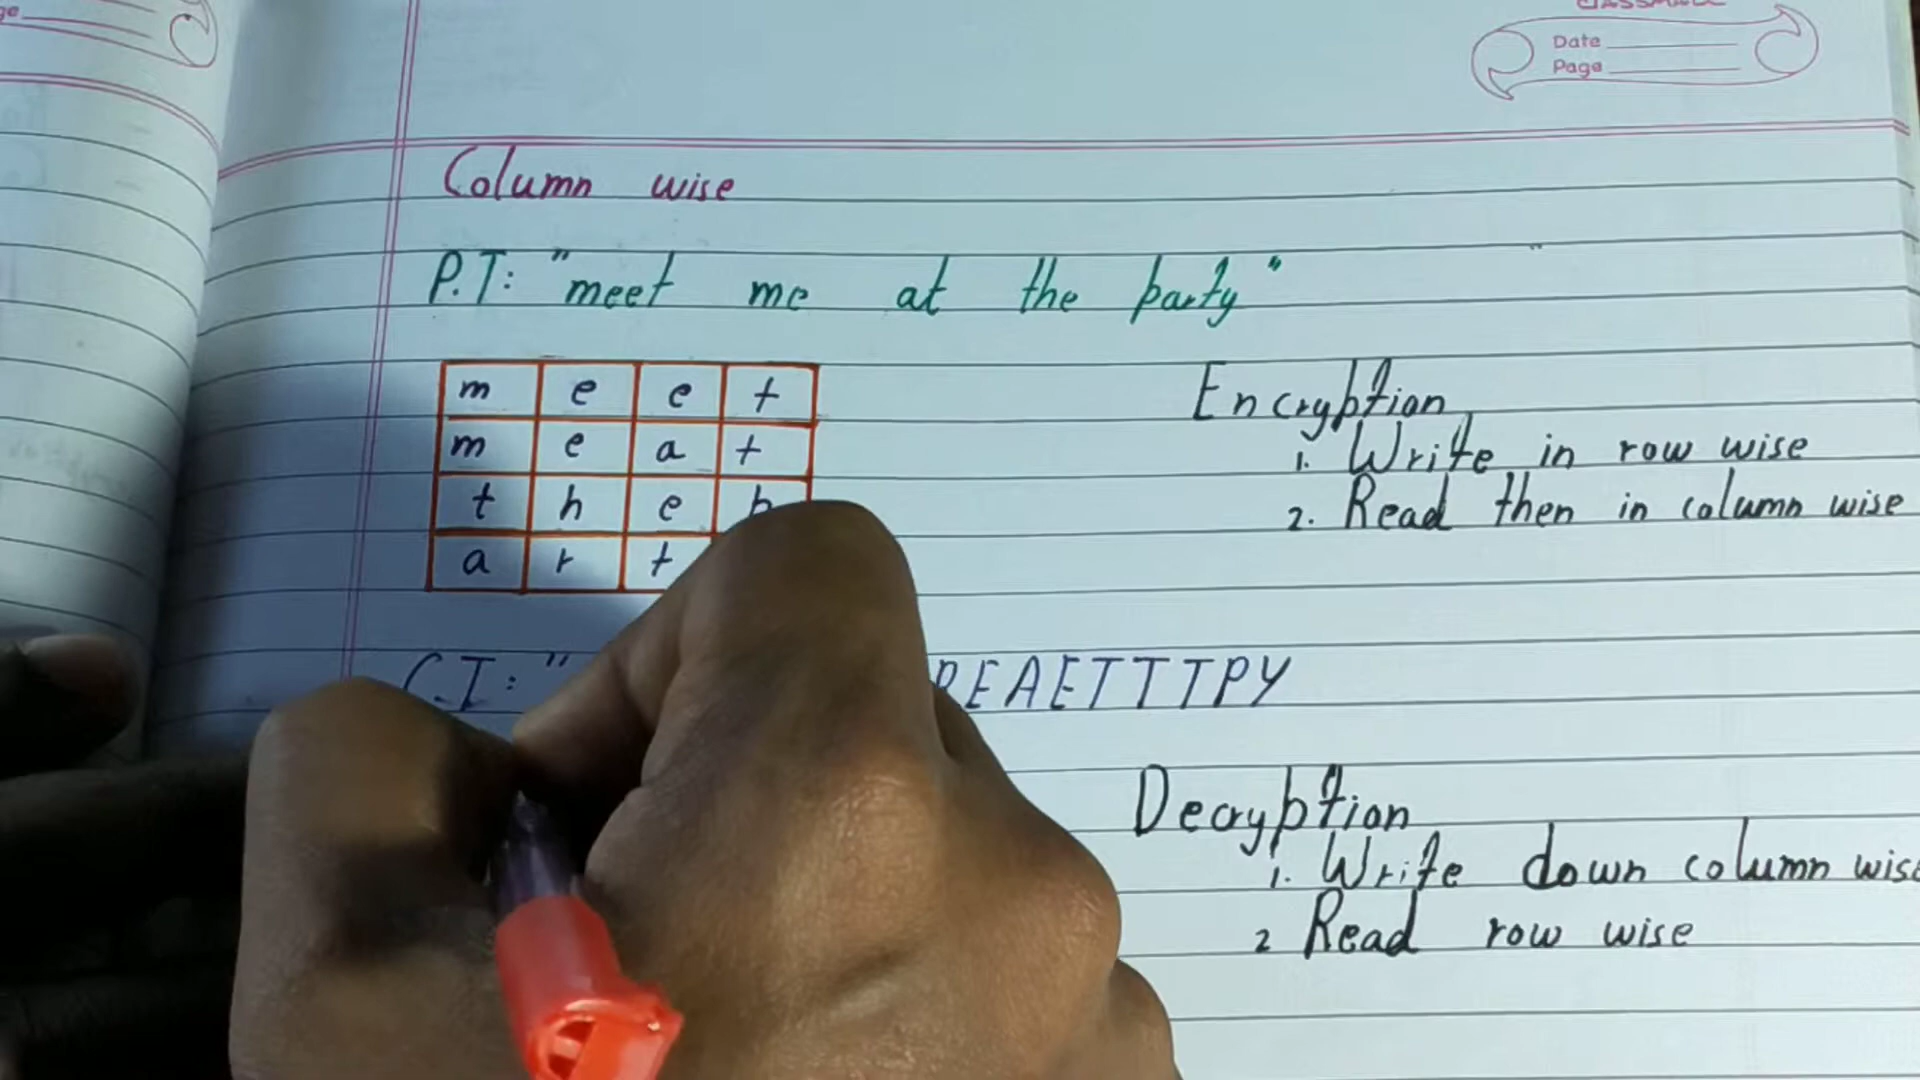 Date
Page
Column wise
P.T: "meet me at the party"
m e e t
m e a t
t h e p
a r t
Encryption
1. Write in row wise
2. Read then in column wise
C.T: " REAETTTPY
Decryption
1. Write down column wise
2 Read row wise